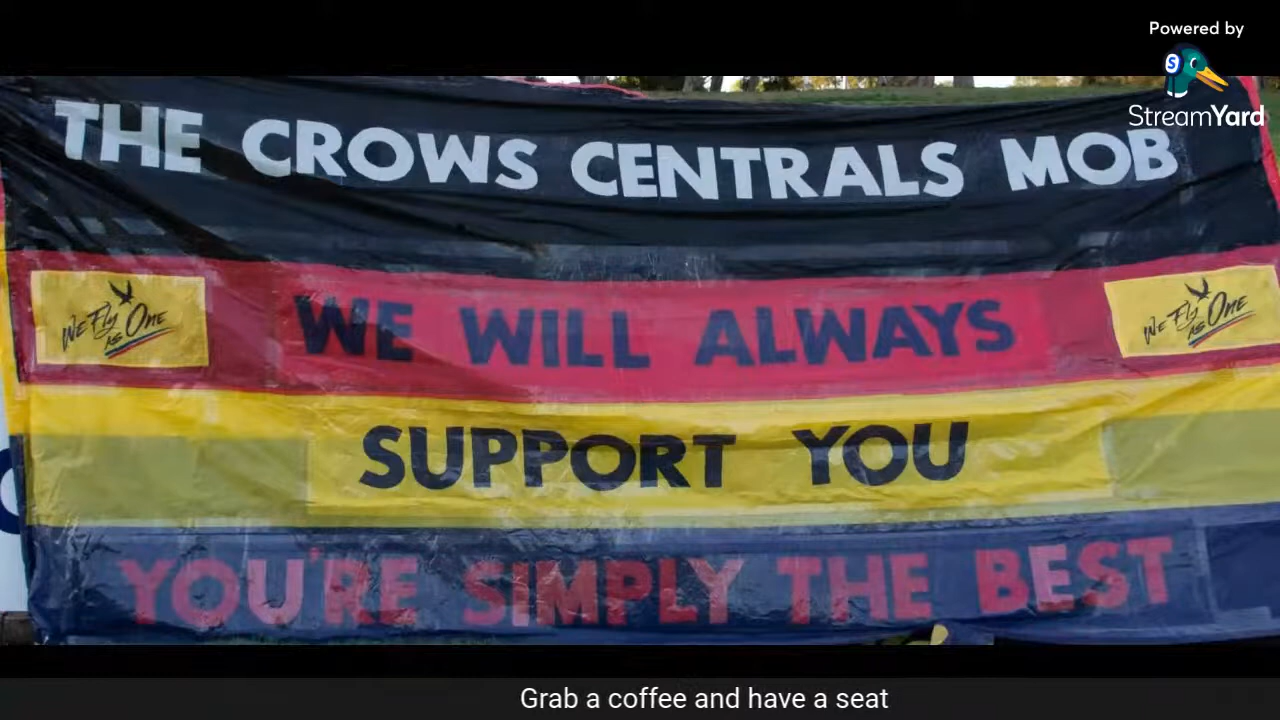 Powered by
StreamYard
THE CROWS CENTRALS MOB
WE WILL ALWAYS
We Fly
as One
We Fly
as One
SUPPORT YOU
YOU'RE SIMPLY THE BEST
Grab a coffee and have a seat